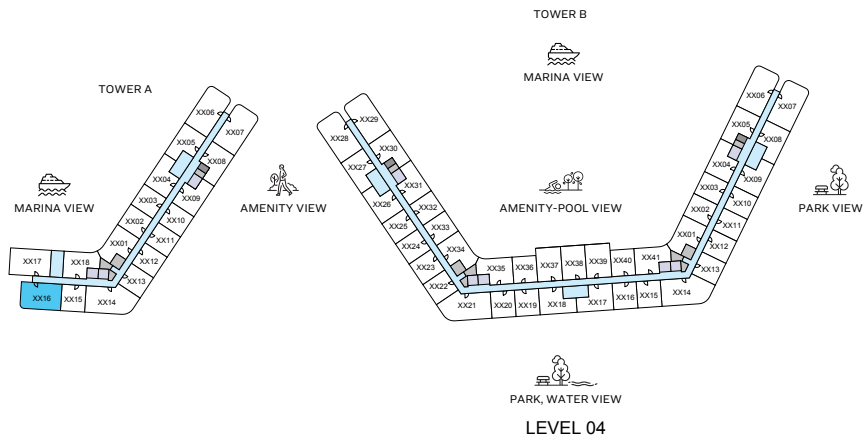 TOWER B
MARINA VIEW
TOWER A
MARINA VIEW
AMENITY VIEW
AMENITY-POOL VIEW
PARK VIEW
XX06
XX07
XX05
XX08
XX04
XX09
XX03
XX10
XX02
XX11
XX01
XX12
XX13
XX17
XX18
XX16
XX15
XX14
XX29
XX28
XX30
XX27
XX31
XX26
XX32
XX25
XX33
XX24
XX34
XX23
XX22
XX21
XX35
XX36
XX37
XX38
XX39
XX40
XX41
XX20
XX19
XX18
XX17
XX16
XX15
XX14
XX06
XX07
XX05
XX08
XX04
XX09
XX03
XX10
XX02
XX11
XX01
XX12
XX13
PARK, WATER VIEW
LEVEL 04